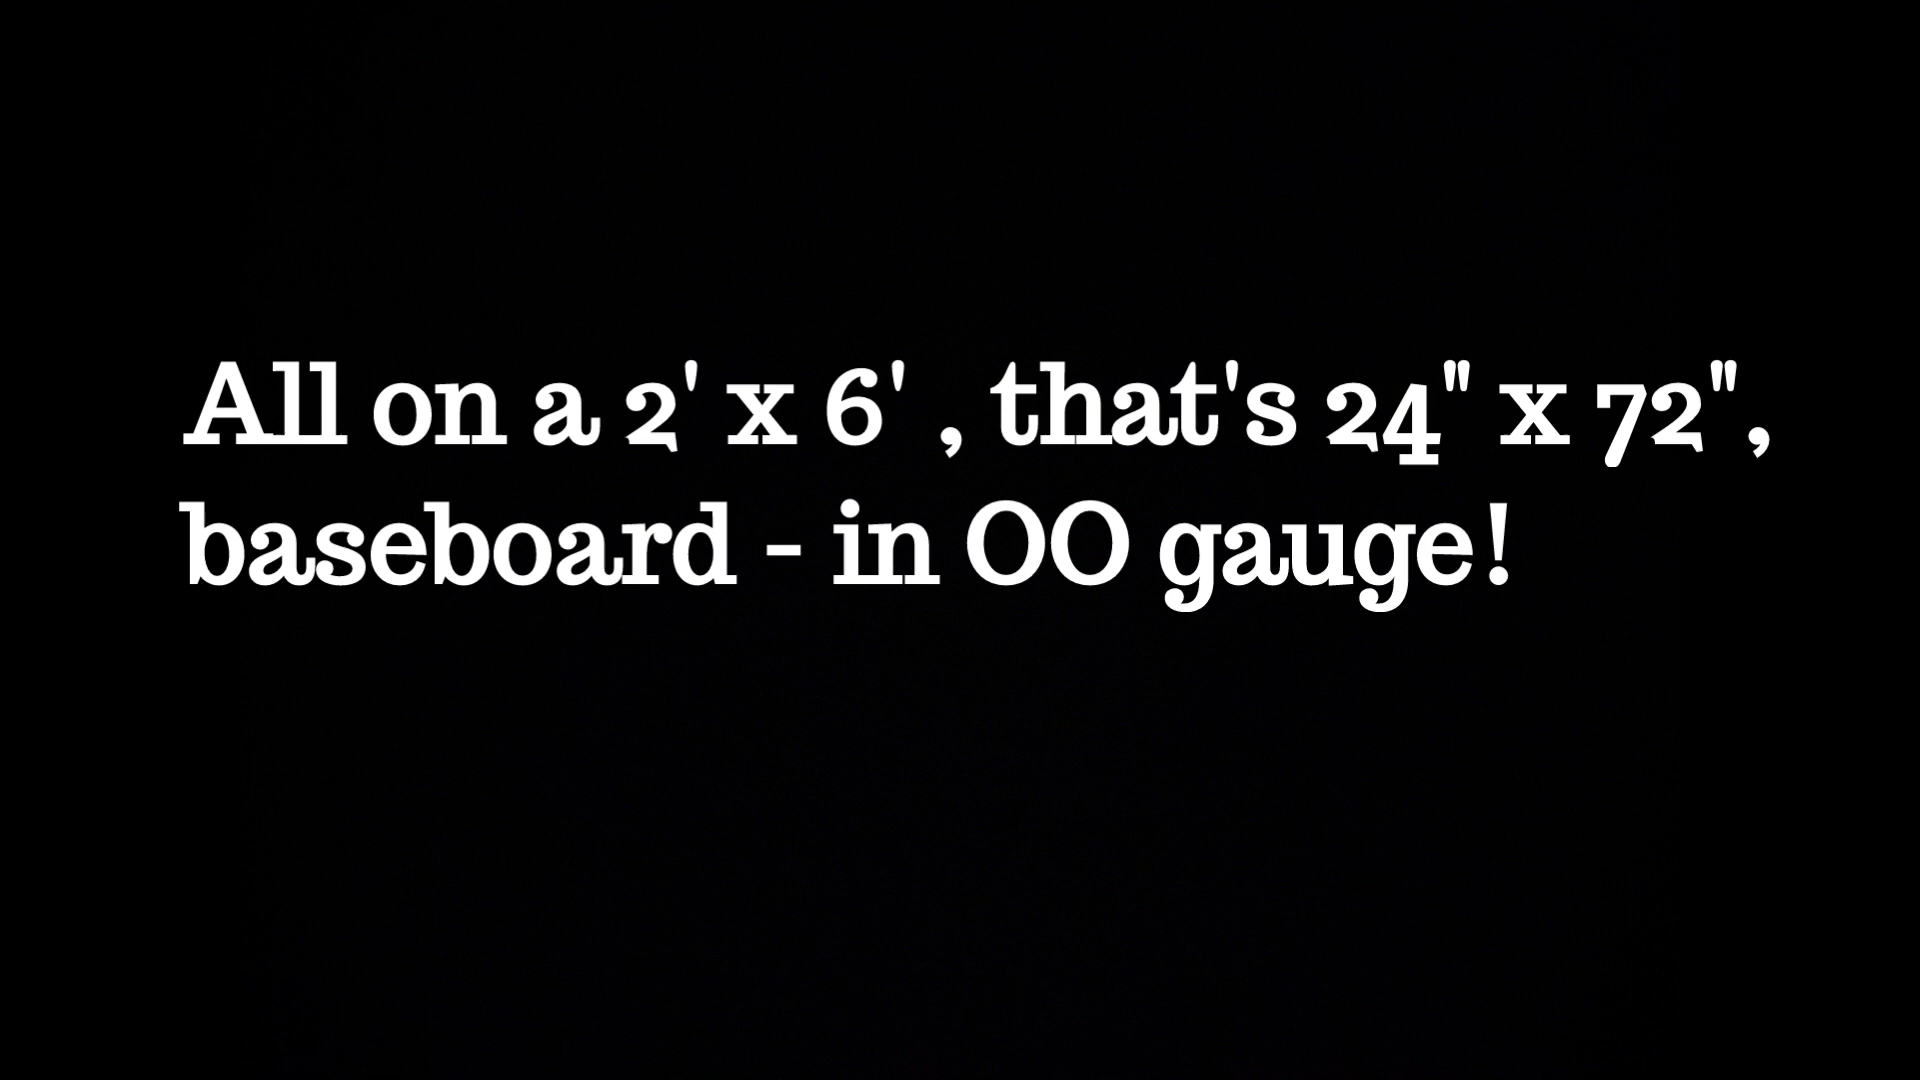 All on a 2' x 6' , that's 24" x 72",
baseboard - in OO gauge!